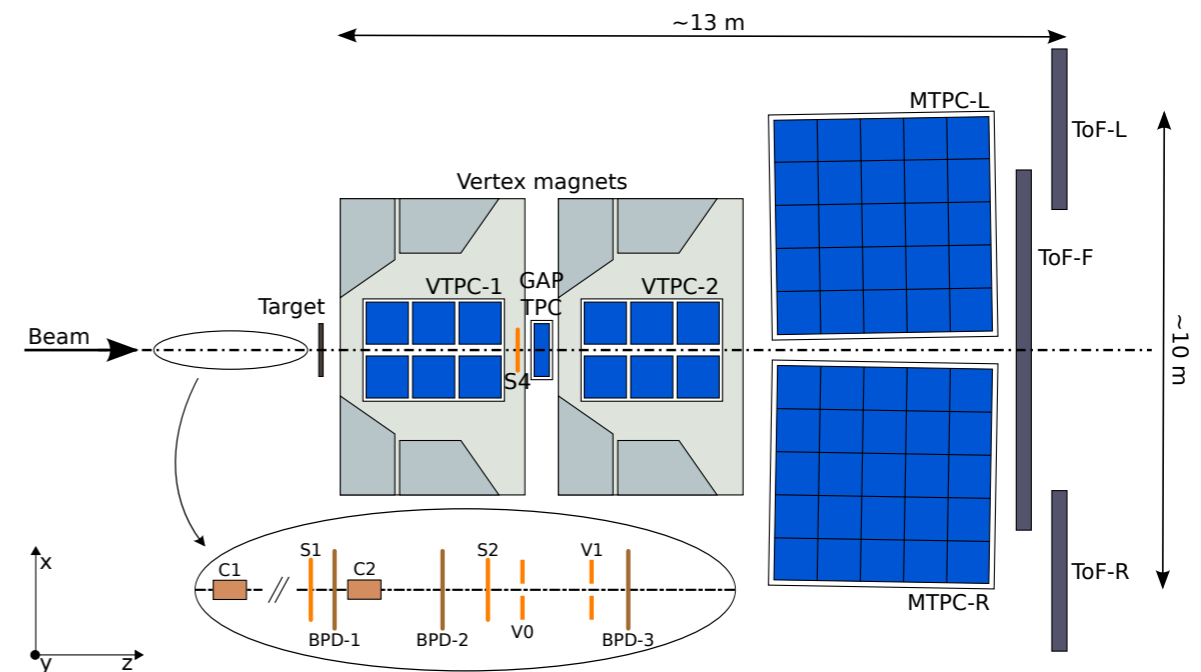 ~13 m
MTPC-L
ToF-L
Vertex magnets
ToF-F
GAP
TPC
VTPC-1
VTPC-2
Target
Beam
S4
~10 m
S1
S2
V1
C1
C2
x
ToF-R
MTPC-R
V0
BPD-1
BPD-2
BPD-3
y
z